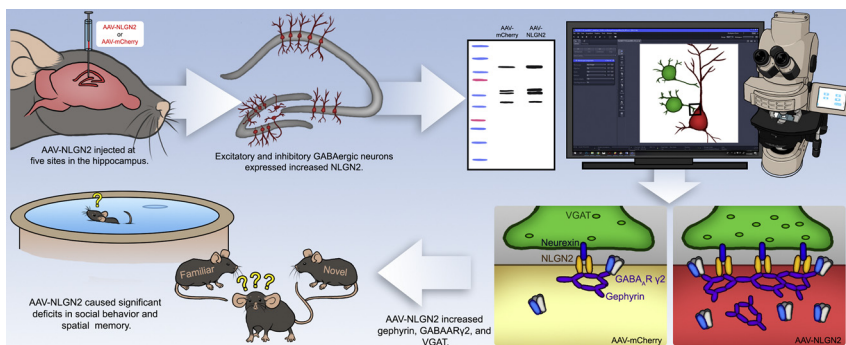 AAV-NLGN2
or
AAV-mCherry
AAV-NLGN2 injected at
five sites in the hippocampus.
Excitatory and inhibitory GABAergic neurons
expressed increased NLGN2.
AAV-
mCherry
AAV-
NLGN2
VGAT
Neurexin
NLGN2
GABAAR γ2
Gephyrin
AAV-mCherry
AAV-NLGN2
AAV-NLGN2 increased
gephyrin, GABAARγ2, and
VGAT.
Familiar
? ? ?
Novel
?
AAV-NLGN2 caused significant
deficits in social behavior and
spatial memory.